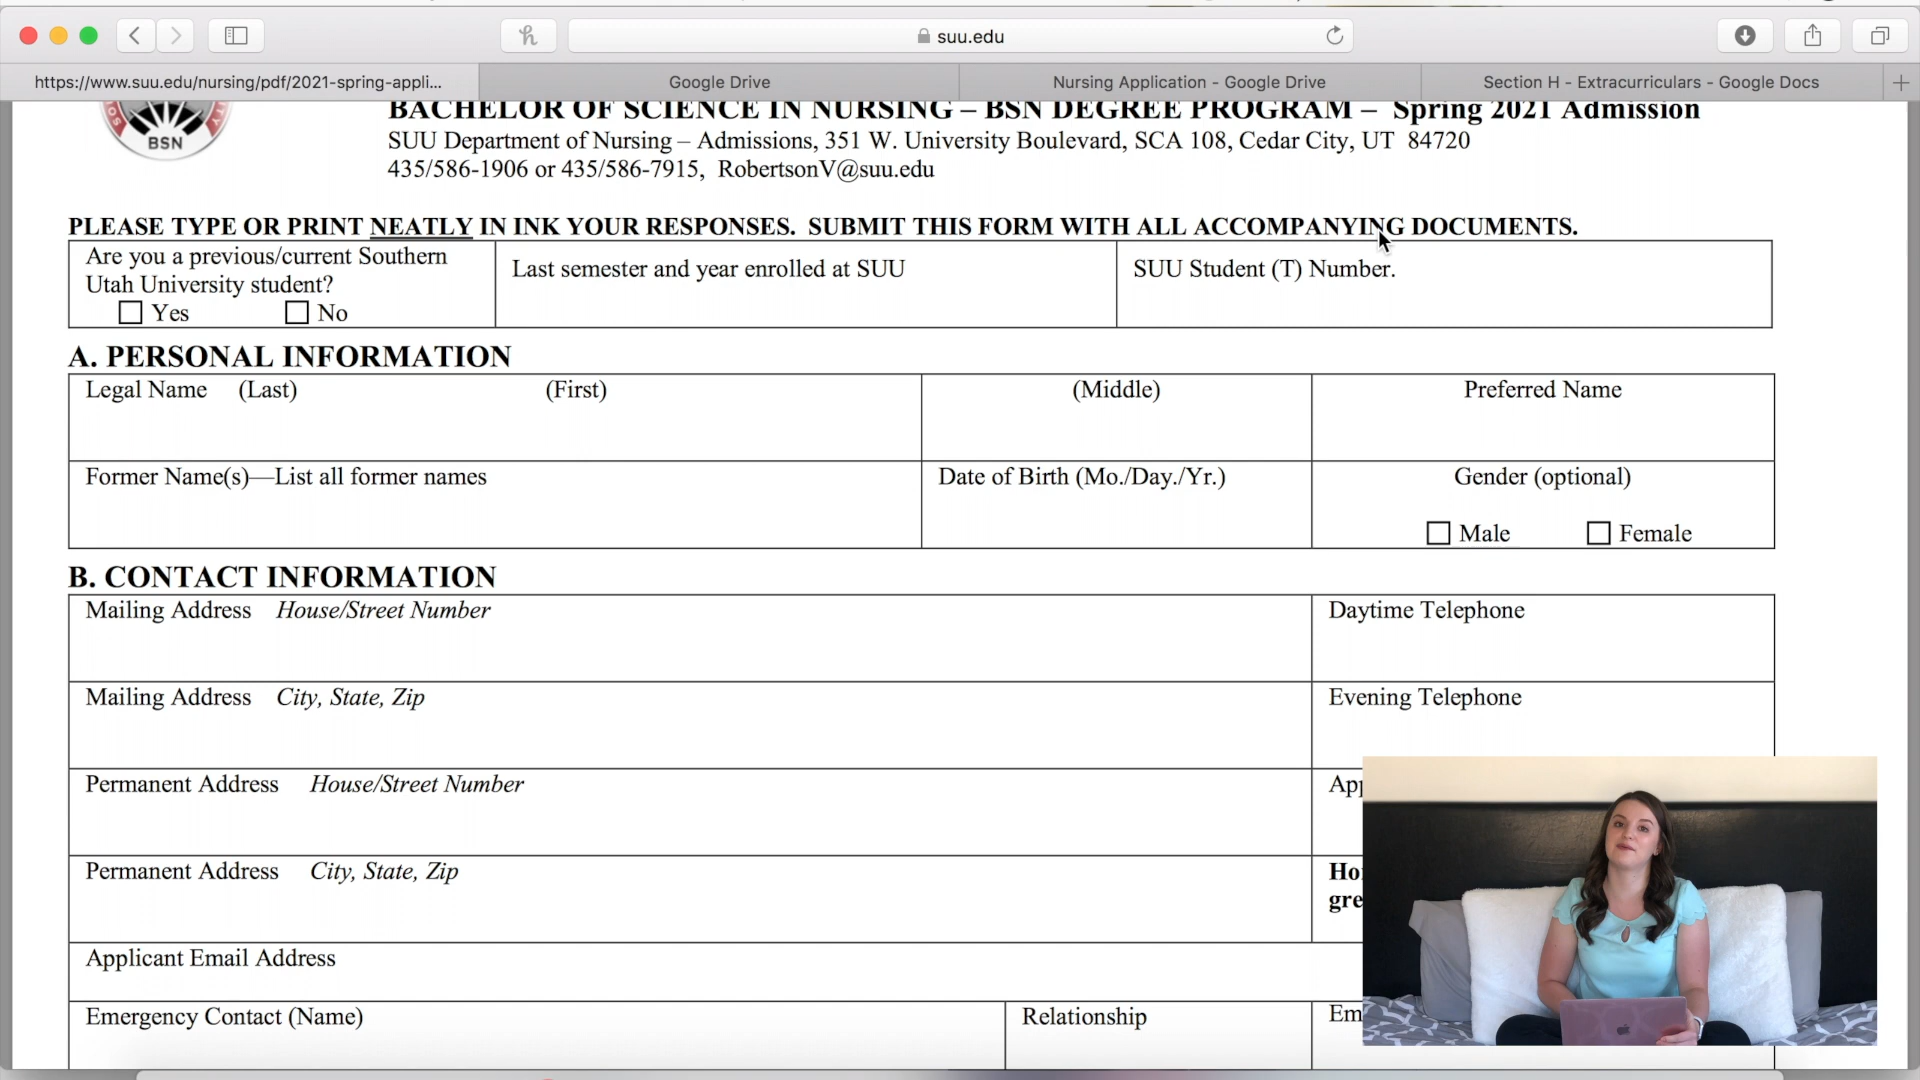 suu.edu
https://www.suu.edu/nursing/pdf/2021-spring-appli...
Google Drive
Nursing Application - Google Drive
Section H - Extracurriculars - Google Docs
BSN
BACHELOR OF SCIENCE IN NURSING – BSN DEGREE PROGRAM – Spring 2021 Admission
SUU Department of Nursing – Admissions, 351 W. University Boulevard, SCA 108, Cedar City, UT 84720
435/586-1906 or 435/586-7915, RobertsonV@suu.edu
PLEASE TYPE OR PRINT NEATLY IN INK YOUR RESPONSES. SUBMIT THIS FORM WITH ALL ACCOMPANYING DOCUMENTS.
Are you a previous/current Southern
Utah University student?
Yes No
Last semester and year enrolled at SUU
SUU Student (T) Number.
A. PERSONAL INFORMATION
Legal Name (Last) (First) (Middle) Preferred Name
Former Name(s)—List all former names
Date of Birth (Mo./Day./Yr.)
Gender (optional)
Male Female
B. CONTACT INFORMATION
Mailing Address House/Street Number
Daytime Telephone
Mailing Address City, State, Zip
Evening Telephone
Permanent Address House/Street Number
Permanent Address City, State, Zip
Applicant Email Address
Emergency Contact (Name)
Relationship